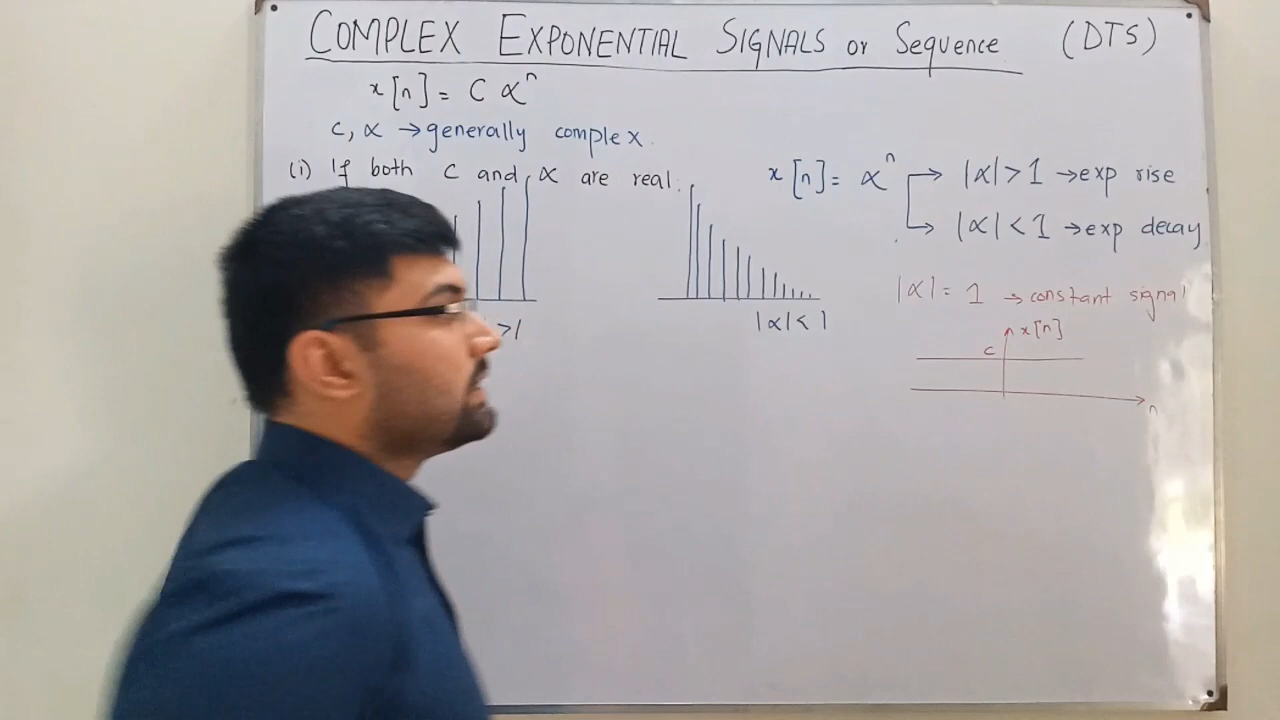 COMPLEX EXPONENTIAL SIGNALS or Sequence (DTS)
x[n] = C α^n
c, α → generally complex.
(i) If both C and α are real.
x[n] = α^n → |α| > 1 → exp rise
→ |α| < 1 → exp decay
|α| = 1 → constant signal
>1
|α| < 1
x[n]
c
n